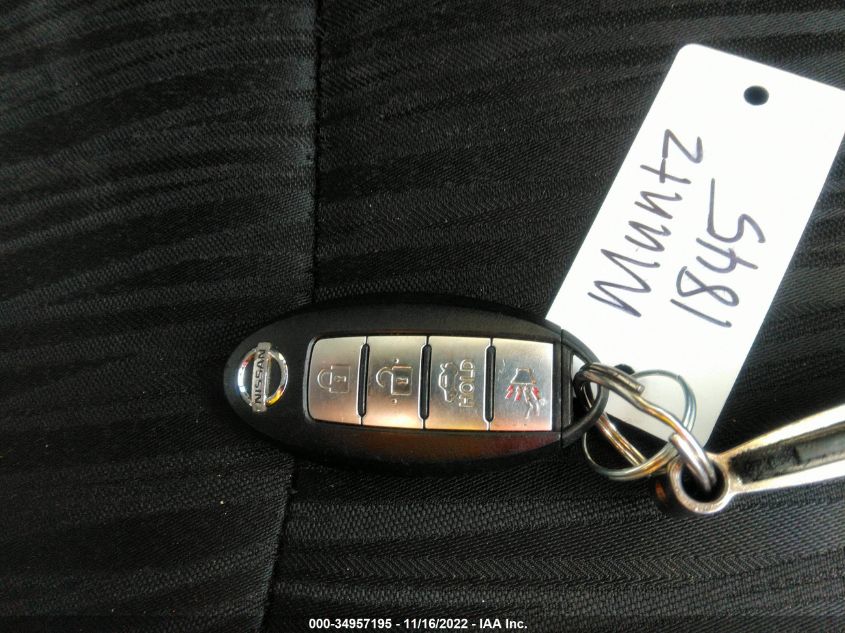 Muntz
1845
NISSAN
HOLD
000-34957195 - 11/16/2022 - IAA Inc.